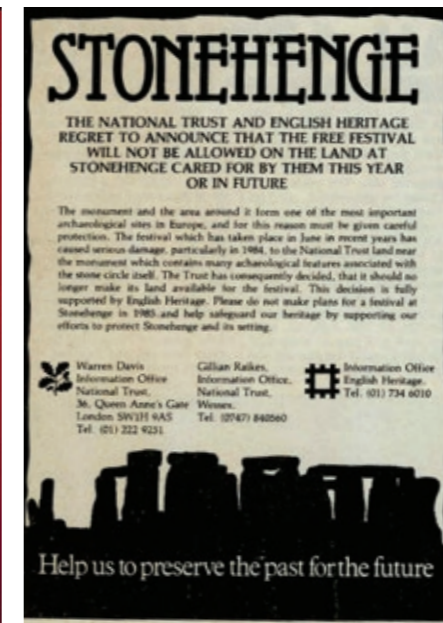 STONEHENGE
THE NATIONAL TRUST AND ENGLISH HERITAGE
REGRET TO ANNOUNCE THAT THE FREE FESTIVAL
WILL NOT BE ALLOWED ON THE LAND AT
STONEHENGE CARED FOR BY THEM THIS YEAR
OR IN FUTURE
The monument and the area around it form one of the most important
archaeological sites in Europe, and for this reason must be given careful
protection. The festival which has taken place in June in recent years has
caused serious damage, particularly in 1984, to the National Trust land near
the monument which contains many archaeological features associated with
the stone circle itself. The Trust has consequently decided, that it should no
longer make its land available for the festival. This decision is fully
supported by English Heritage. Please do not make plans for a festival at
Stonehenge in 1985 and help safeguard our heritage by supporting our
efforts to protect Stonehenge and its setting.
Warren Davis
Information Office
National Trust,
36, Queen Anne's Gate
London SW1H 9AS
Tel. (01) 222 9251
Gillian Raikes,
Information Office,
National Trust,
Wessex.
Tel. (0747) 840560
Information Office
English Heritage.
Tel. (01) 734 6010
Help us to preserve the past for the future